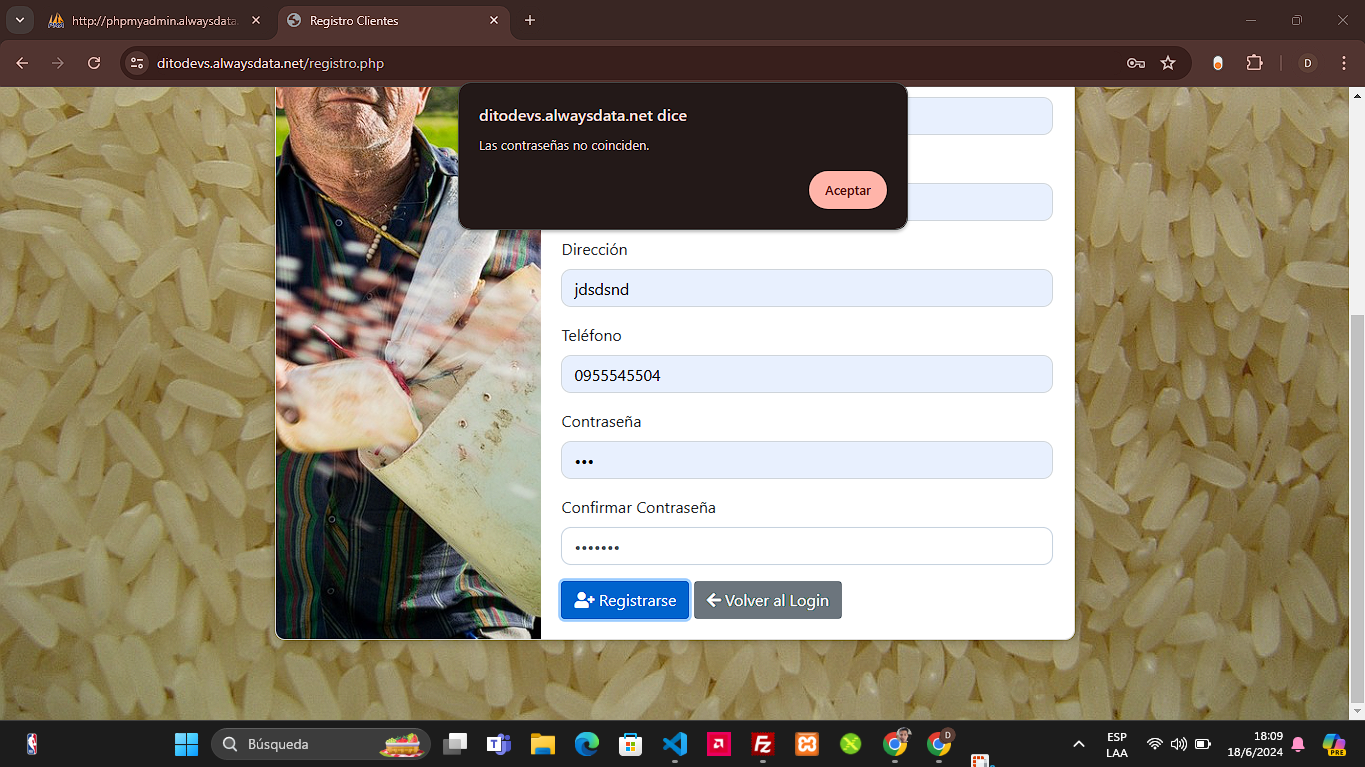 http://phpmyadmin.alwaysdata.
Registro Clientes
ditodevs.alwaysdata.net/registro.php
D
ditodevs.alwaysdata.net dice
Las contraseñas no coinciden.
Aceptar
Dirección
jdsdsnd
Teléfono
0955545504
Contraseña
•••
Confirmar Contraseña
•••••••
Registrarse
Volver al Login
Búsqueda
D
ESP
LAA
18:09
18/6/2024
PRE